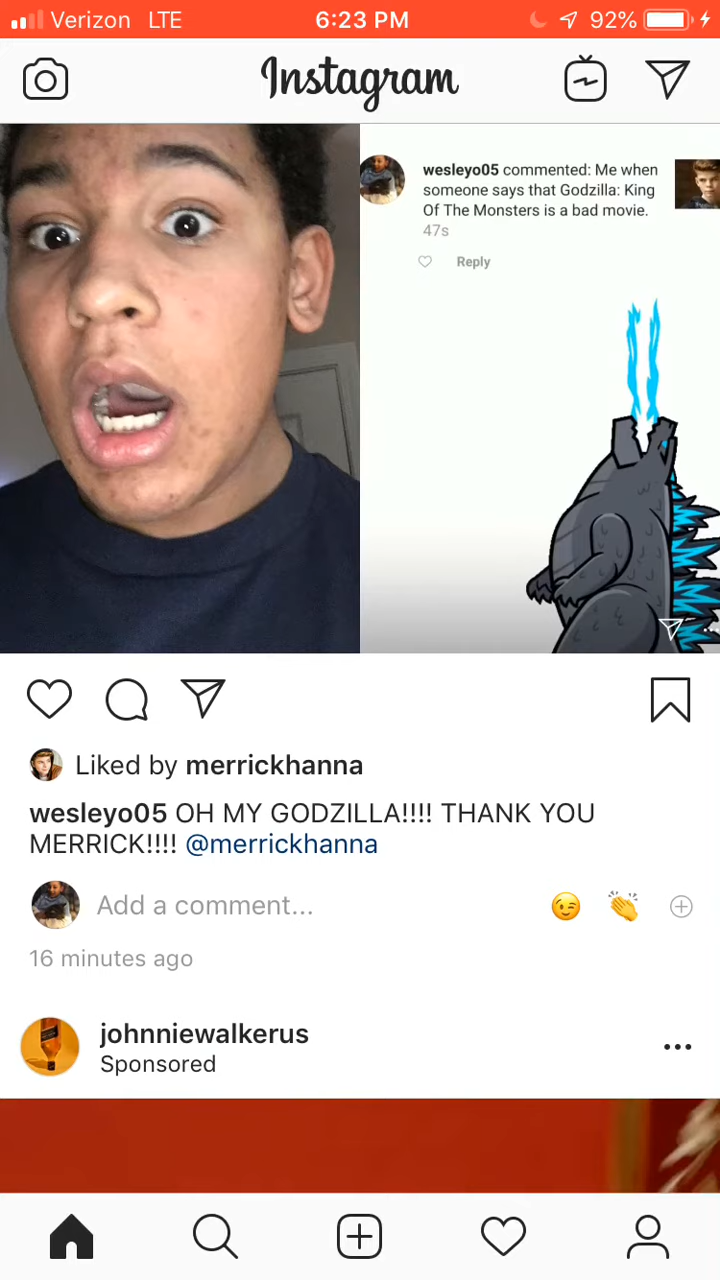 Verizon LTE 6:23 PM 92%
Instagram
wesleyo05 commented: Me when
someone says that Godzilla: King
Of The Monsters is a bad movie.
47s
Reply
Liked by merrickhanna
wesleyo05 OH MY GODZILLA!!!! THANK YOU
MERRICK!!!! @merrickhanna
Add a comment...
16 minutes ago
johnniewalkerus
Sponsored